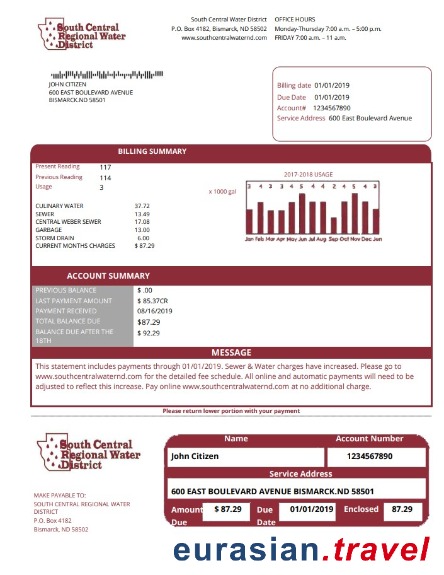 South Central
Regional Water
District
South Central Water District
P.O. Box 4182, Bismarck, ND 58502
www.southcentralwaternd.com
OFFICE HOURS
Monday-Thursday 7:00 a.m. – 5:00 p.m.
FRIDAY 7:00 a.m. – 11 a.m.
JOHN CITIZEN
600 EAST BOULEVARD AVENUE
BISMARCK.ND 58501
Billing date 01/01/2019
Due Date 01/01/2019
Account# 1234567890
Service Address 600 East Boulevard Avenue
BILLING SUMMARY
Present Reading 117
Previous Reading 114
Usage 3
x 1000 gal
CULINARY WATER 37.72
SEWER 13.49
CENTRAL WEBER SEWER 17.08
GARBAGE 13.00
STORM DRAIN 6.00
CURRENT MONTHS CHARGES $ 87.29
2017-2018 USAGE
3 4 3 3 4 5 4 4 3 5 4 4 3
Jan Feb Mar Apr May Jun Jul Aug Sep Oct Nov Dec Jan
ACCOUNT SUMMARY
PREVIOUS BALANCE $ .00
LAST PAYMENT AMOUNT $ 85.37CR
PAYMENT RECEIVED 08/16/2019
TOTAL BALANCE DUE $87.29
BALANCE DUE AFTER THE 18TH $ 92.29
MESSAGE
This statement includes payments through 01/01/2019. Sewer & Water charges have increased. Please go to
www.southcentralwaternd.com for the detailed fee schedule. All online and automatic payments will need to be
adjusted to reflect this increase. Pay online www.southcentralwaternd.com at no additional charge.
Please return lower portion with your payment
South Central
Regional Water
District
MAKE PAYABLE TO:
SOUTH CENTRAL REGIONAL WATER
DISTRICT
P.O. Box 4182
Bismarck, ND 58502
Name Account Number
John Citizen 1234567890
Service Address
600 EAST BOULEVARD AVENUE BISMARCK.ND 58501
Amount Due $ 87.29 Due Date 01/01/2019 Enclosed 87.29
eurasian.travel